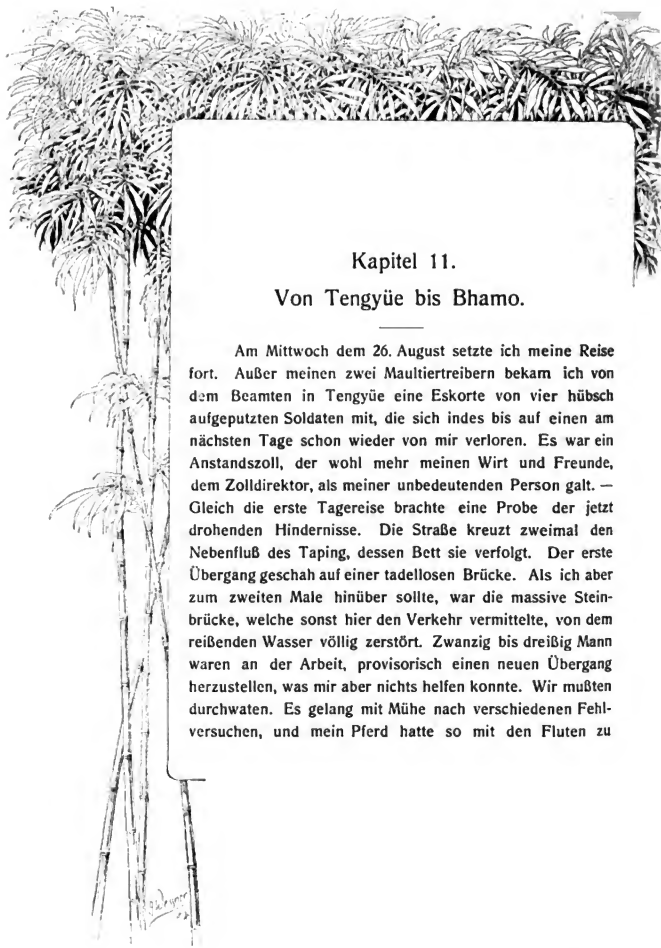 Kapitel 11.
Von Tengyüe bis Bhamo.
Am Mittwoch dem 26. August setzte ich meine Reise
fort. Außer meinen zwei Maultiertreibern bekam ich von
dem Beamten in Tengyüe eine Eskorte von vier hübsch
aufgeputzten Soldaten mit, die sich indes bis auf einen am
nächsten Tage schon wieder von mir verloren. Es war ein
Anstandszoll, der wohl mehr meinen Wirt und Freunde,
dem Zolldirektor, als meiner unbedeutenden Person galt. —
Gleich die erste Tagereise brachte eine Probe der jetzt
drohenden Hindernisse. Die Straße kreuzt zweimal den
Nebenfluß des Taping, dessen Bett sie verfolgt. Der erste
Übergang geschah auf einer tadellosen Brücke. Als ich aber
zum zweiten Male hinüber sollte, war die massive Stein-
brücke, welche sonst hier den Verkehr vermittelte, von dem
reißenden Wasser völlig zerstört. Zwanzig bis dreißig Mann
waren an der Arbeit, provisorisch einen neuen Übergang
herzustellen, was mir aber nichts helfen konnte. Wir mußten
durchwaten. Es gelang mit Mühe nach verschiedenen Fehl-
versuchen, und mein Pferd hatte so mit den Fluten zu